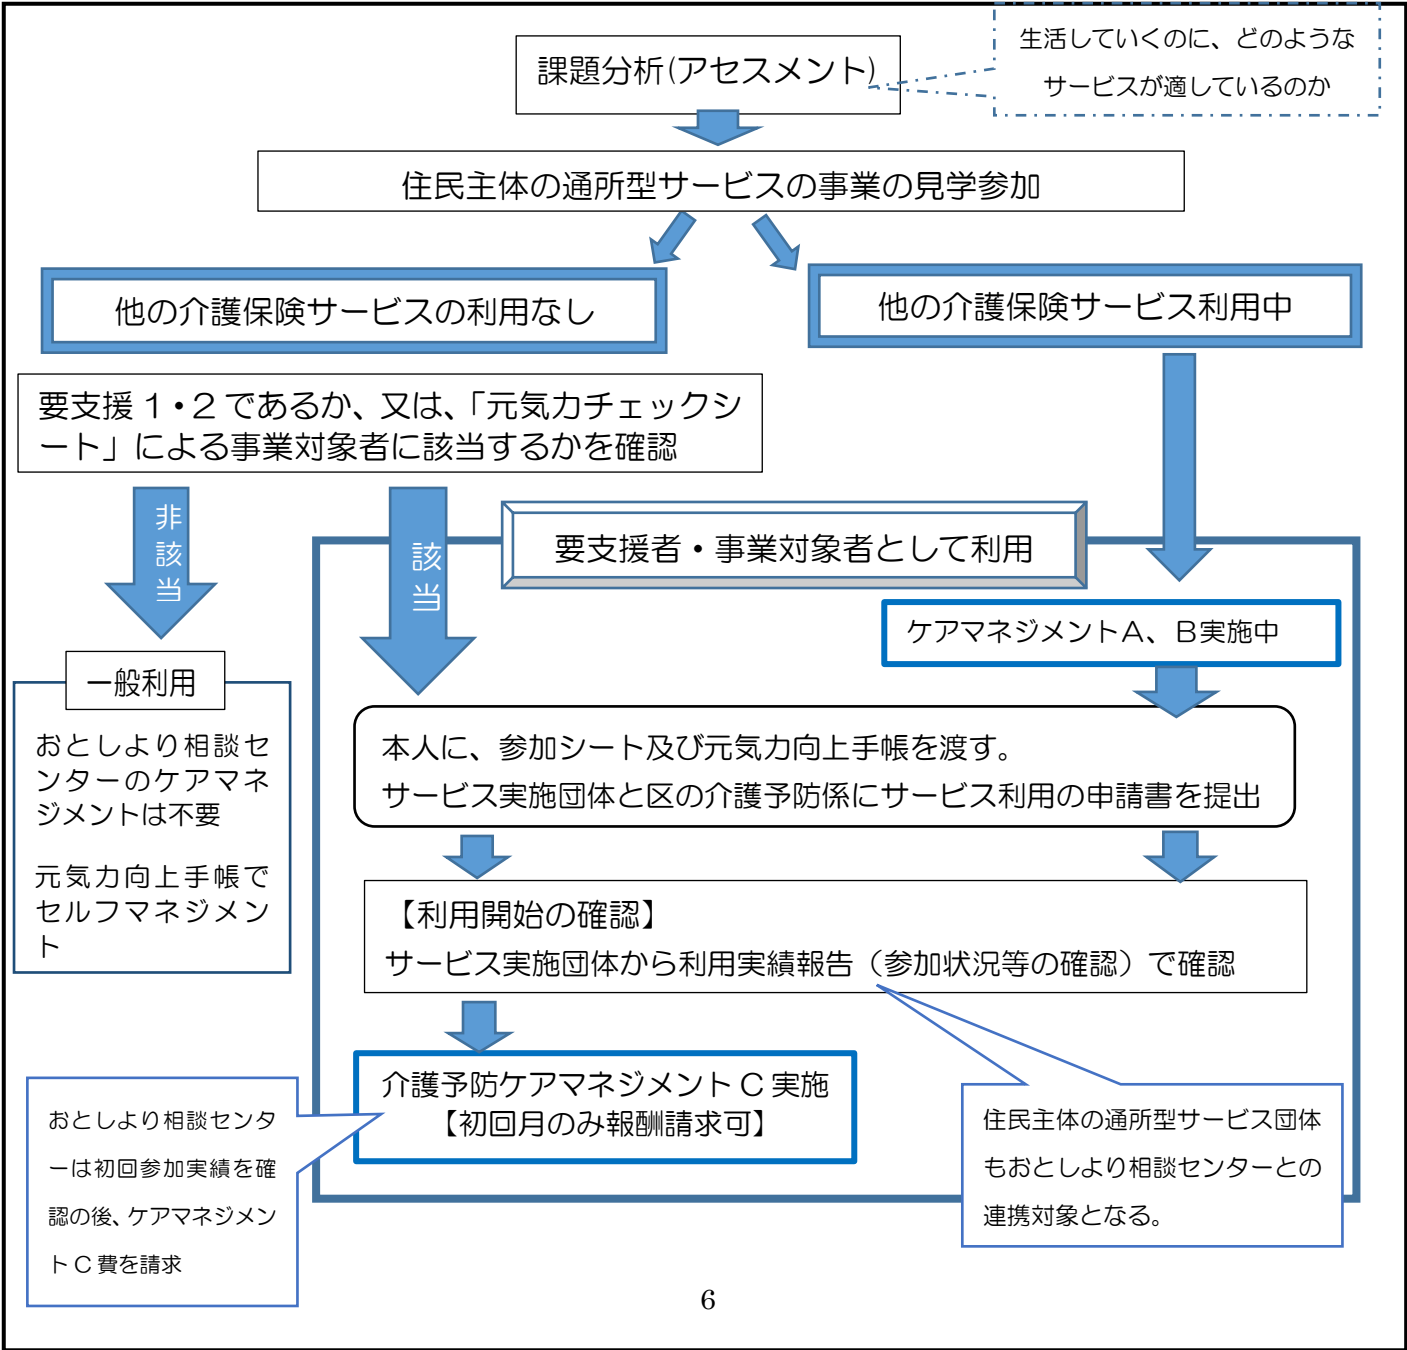 課題分析(アセスメント)
生活していくのに、どのような
サービスが適しているのか
住民主体の通所型サービスの事業の見学参加
他の介護保険サービスの利用なし
他の介護保険サービス利用中
要支援 1・2 であるか、又は、「元気力チェックシ
ート」による事業対象者に該当するかを確認
非該当
該当
要支援者・事業対象者として利用
ケアマネジメントA、B実施中
一般利用
おとしより相談セ
ンターのケアマネ
ジメントは不要
元気力向上手帳で
セルフマネジメン
ト
本人に、参加シート及び元気力向上手帳を渡す。
サービス実施団体と区の介護予防係にサービス利用の申請書を提出
【利用開始の確認】
サービス実施団体から利用実績報告（参加状況等の確認）で確認
介護予防ケアマネジメント C 実施
【初回月のみ報酬請求可】
おとしより相談センタ
ーは初回参加実績を確
認の後、ケアマネジメン
ト C 費を請求
住民主体の通所型サービス団体
もおとしより相談センターとの
連携対象となる。
6